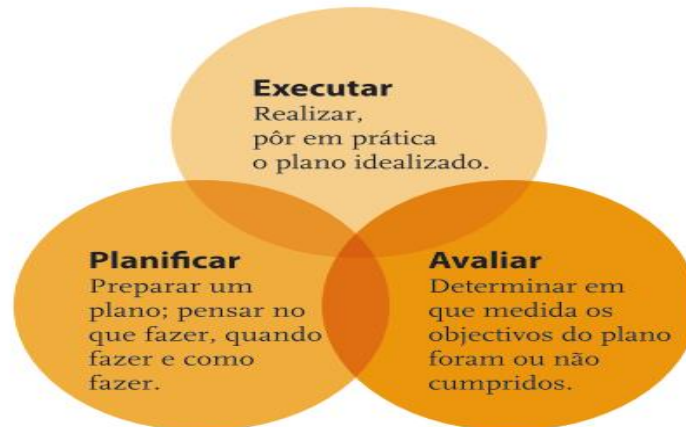 Executar
Realizar,
pôr em prática
o plano idealizado.
Planificar
Preparar um
plano; pensar no
que fazer, quando
fazer e como
fazer.
Avaliar
Determinar em
que medida os
objectivos do plano
foram ou não
cumpridos.